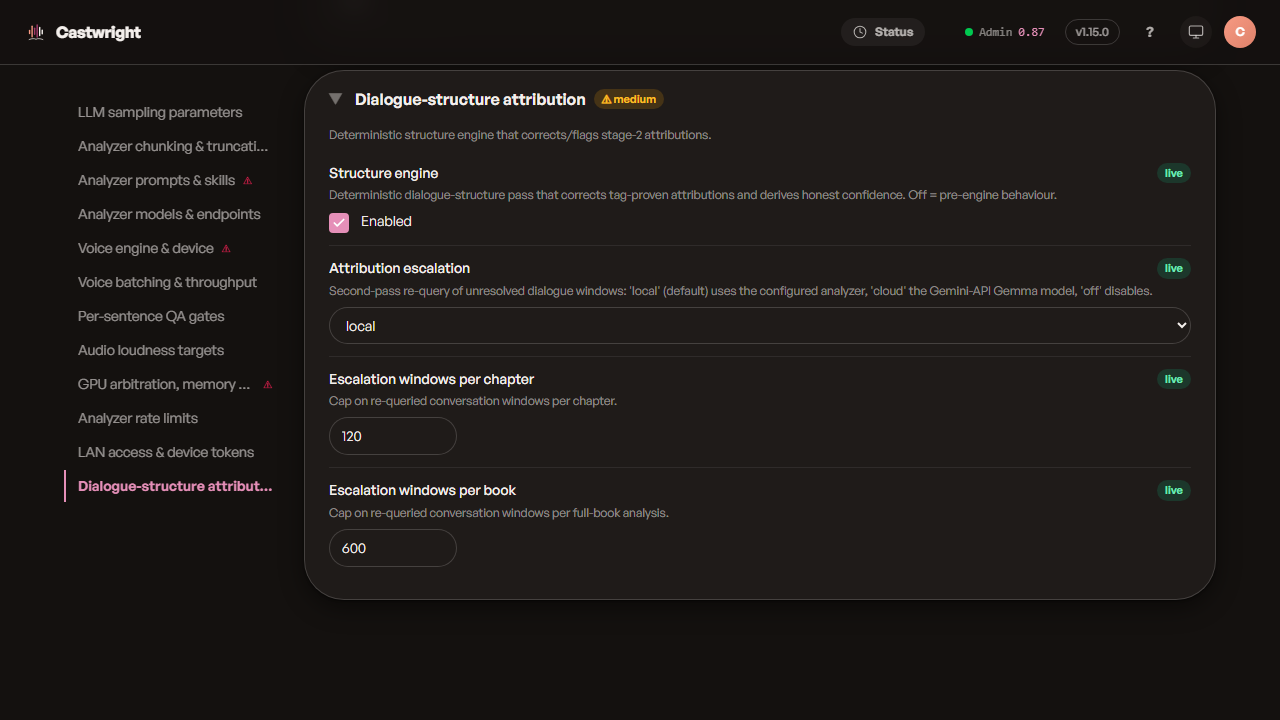 Castwright
Status
Admin 0.87
v1.15.0
?
C
LLM sampling parameters
Analyzer chunking & truncati...
Analyzer prompts & skills
Analyzer models & endpoints
Voice engine & device
Voice batching & throughput
Per-sentence QA gates
Audio loudness targets
GPU arbitration, memory ...
Analyzer rate limits
LAN access & device tokens
Dialogue-structure attribut...
Dialogue-structure attribution
medium
Deterministic structure engine that corrects/flags stage-2 attributions.
Structure engine
live
Deterministic dialogue-structure pass that corrects tag-proven attributions and derives honest confidence. Off = pre-engine behaviour.
Enabled
Attribution escalation
live
Second-pass re-query of unresolved dialogue windows: 'local' (default) uses the configured analyzer, 'cloud' the Gemini-API Gemma model, 'off' disables.
local
Escalation windows per chapter
live
Cap on re-queried conversation windows per chapter.
120
Escalation windows per book
live
Cap on re-queried conversation windows per full-book analysis.
600